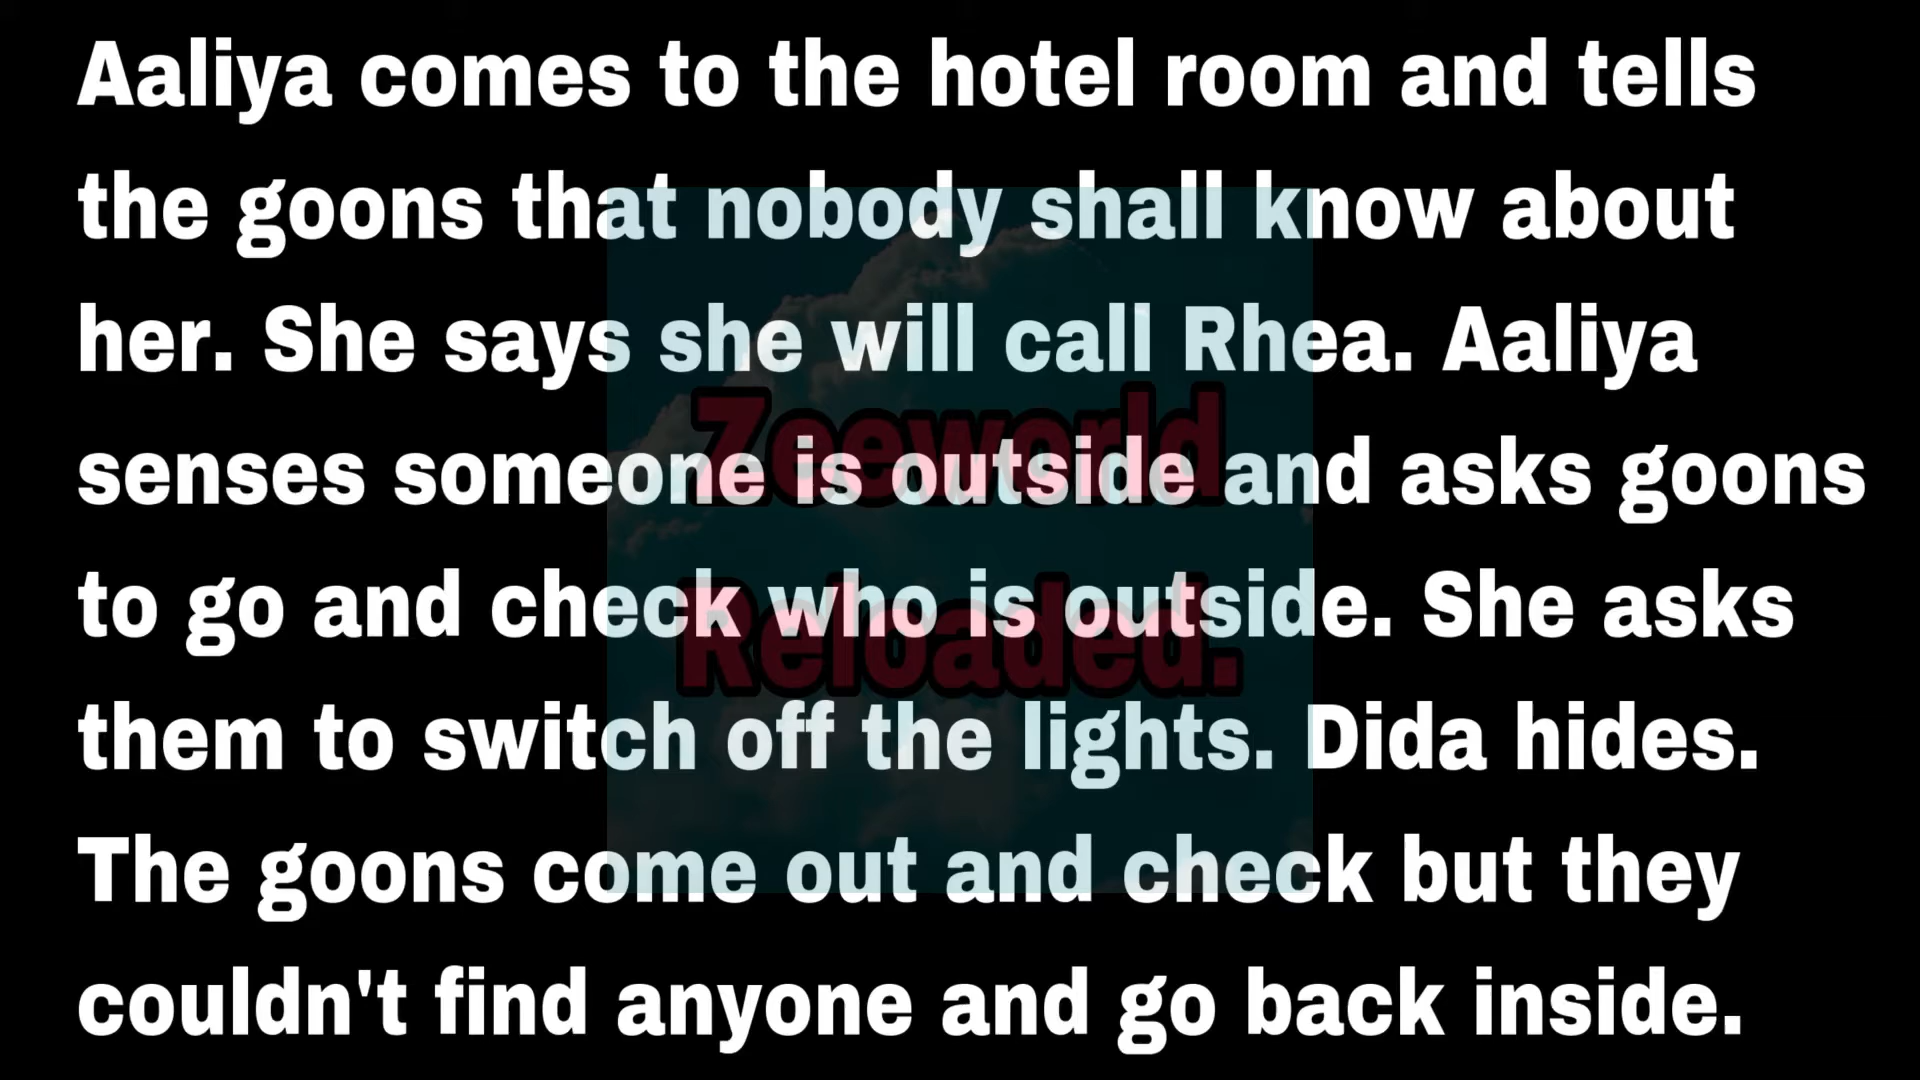 Aaliya comes to the hotel room and tells
the goons that nobody shall know about
her. She says she will call Rhea. Aaliya
senses someone is outside and asks goons
to go and check who is outside. She asks
them to switch off the lights. Dida hides.
The goons come out and check but they
couldn't find anyone and go back inside.
Zeeworld
Reloaded.